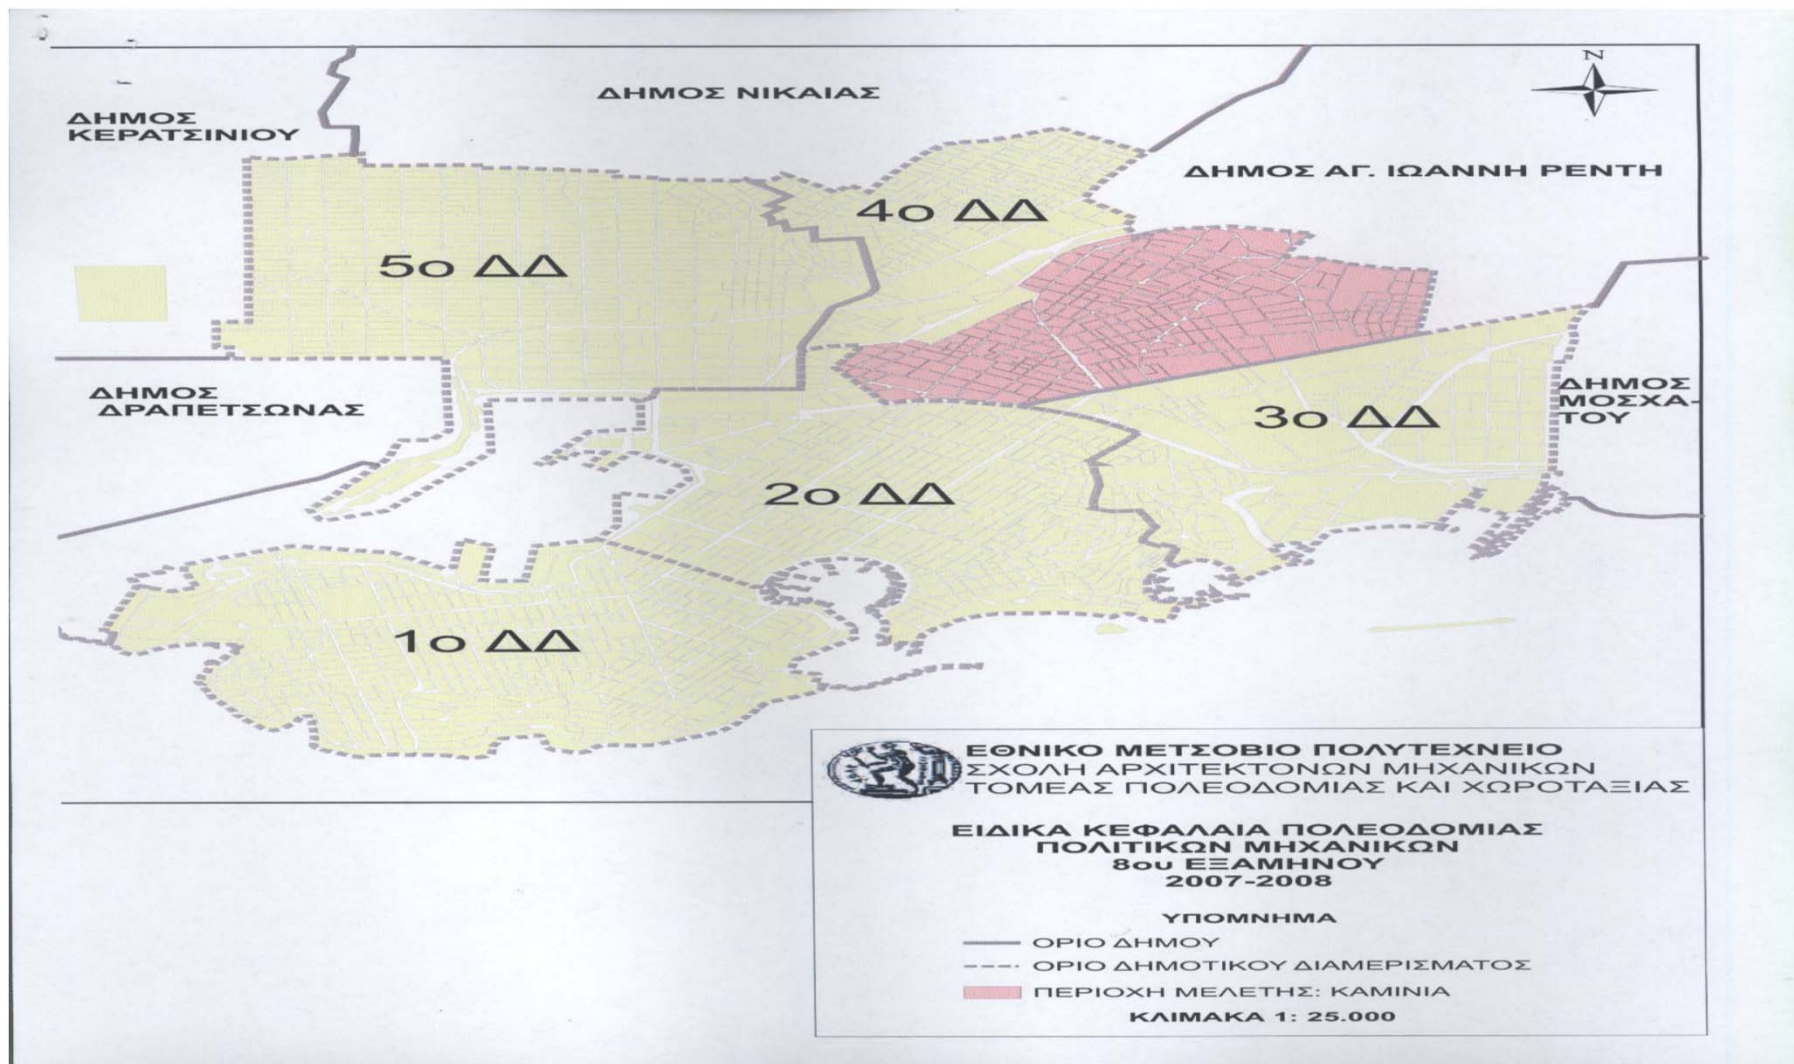 N
ΔΗΜΟΣ ΝΙΚΑΙΑΣ
ΔΗΜΟΣ
ΚΕΡΑΤΣΙΝΙΟΥ
ΔΗΜΟΣ ΑΓ. ΙΩΑΝΝΗ ΡΕΝΤΗ
4ο ΔΔ
5ο ΔΔ
ΔΗΜΟΣ
ΔΡΑΠΕΤΣΩΝΑΣ
ΔΗΜΟΣ
ΜΟΣΧΑ-
ΤΟΥ
3ο ΔΔ
2ο ΔΔ
1ο ΔΔ
ΕΘΝΙΚΟ ΜΕΤΣΟΒΙΟ ΠΟΛΥΤΕΧΝΕΙΟ
ΣΧΟΛΗ ΑΡΧΙΤΕΚΤΟΝΩΝ ΜΗΧΑΝΙΚΩΝ
ΤΟΜΕΑΣ ΠΟΛΕΟΔΟΜΙΑΣ ΚΑΙ ΧΩΡΟΤΑΞΙΑΣ
ΕΙΔΙΚΑ ΚΕΦΑΛΑΙΑ ΠΟΛΕΟΔΟΜΙΑΣ
ΠΟΛΙΤΙΚΩΝ ΜΗΧΑΝΙΚΩΝ
8ου ΕΞΑΜΗΝΟΥ
2007-2008
ΥΠΟΜΝΗΜΑ
ΟΡΙΟ ΔΗΜΟΥ
ΟΡΙΟ ΔΗΜΟΤΙΚΟΥ ΔΙΑΜΕΡΙΣΜΑΤΟΣ
ΠΕΡΙΟΧΗ ΜΕΛΕΤΗΣ: ΚΑΜΙΝΙΑ
ΚΛΙΜΑΚΑ 1: 25.000